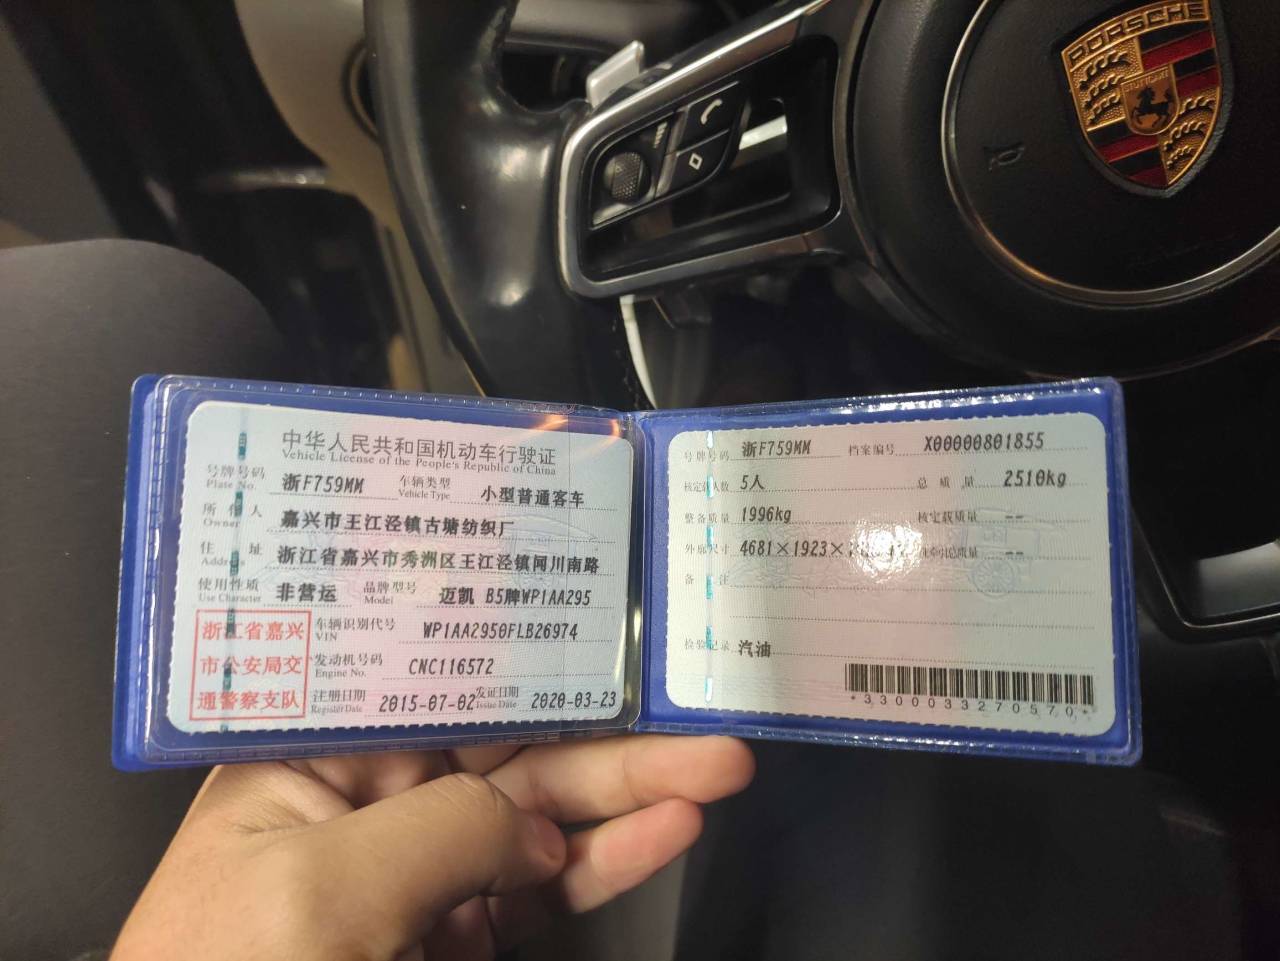 PORSCHE
STUTTGART
中华人民共和国机动车行驶证
Vehicle License of the People's Republic of China
号牌号码 浙F759MM 车辆类型 小型普通客车
Plate No. Vehicle Type
所有人 嘉兴市王江泾镇古塘纺织厂
Owner
住址 浙江省嘉兴市秀洲区王江泾镇闻川南路
Address
使用性质 非营运 品牌型号 迈凯 B5牌WP1AA295
Use Character Model
浙江省嘉兴
市公安局交
通警察支队
车辆识别代号 WP1AA2950FLB26974
VIN
发动机号码 CNC116572
Engine No.
注册日期 2015-07-02 发证日期 2020-03-23
Register Date Issue Date
号牌号码 浙F759MM 档案编号 X00000801855
核定载人数 5人 总质量 2510kg
整备质量 1996kg 核定载质量 --
外廓尺寸 4681×1923× 准牵引总质量 --
备注
检验记录 汽油
*3300033270570*